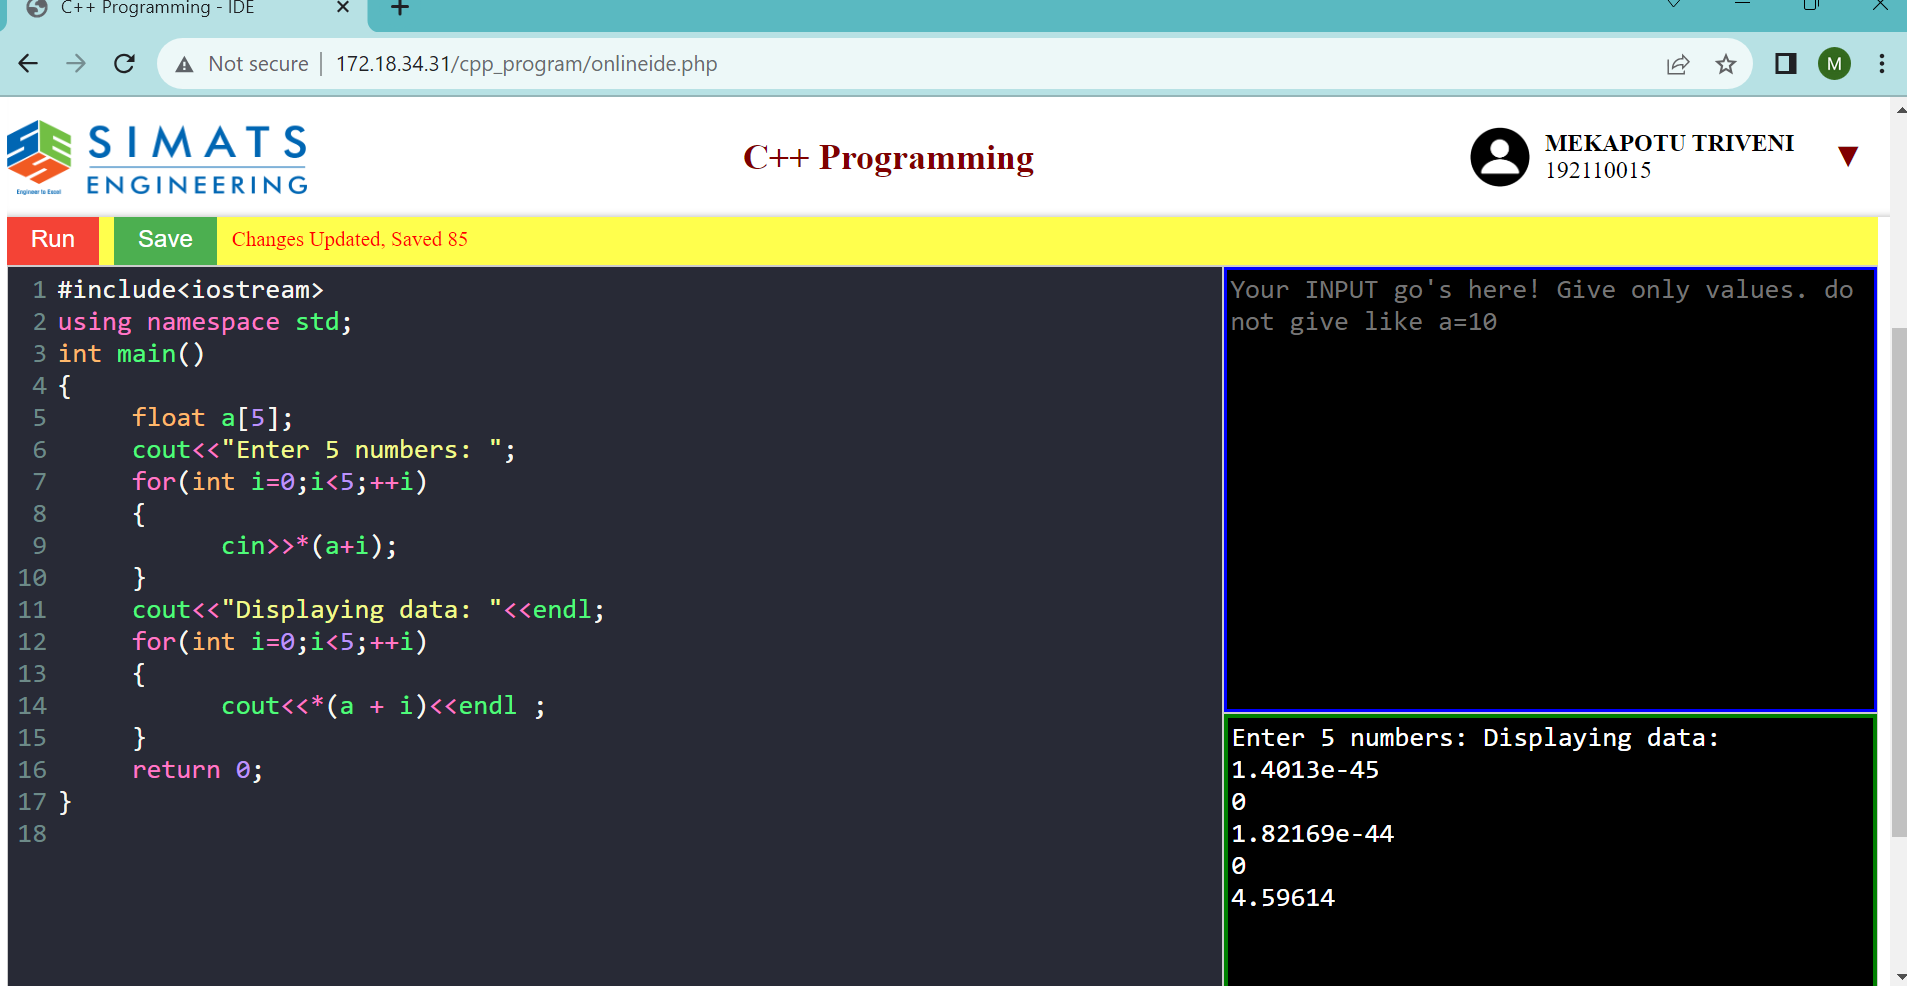 C++ Programming - IDE
Not secure | 172.18.34.31/cpp_program/onlineide.php
M
SIMATS
ENGINEERING
Engineer to Excel
C++ Programming
MEKAPOTU TRIVENI
192110015
Run
Save
Changes Updated, Saved 85
1 #include<iostream>
2 using namespace std;
3 int main()
4 {
5      float a[5];
6      cout<<"Enter 5 numbers: ";
7      for(int i=0;i<5;++i)
8      {
9            cin>>*(a+i);
10      }
11      cout<<"Displaying data: "<<endl;
12      for(int i=0;i<5;++i)
13      {
14            cout<<*(a + i)<<endl ;
15      }
16      return 0;
17 }
18
Your INPUT go's here! Give only values. do
not give like a=10
Enter 5 numbers: Displaying data:
1.4013e-45
0
1.82169e-44
0
4.59614